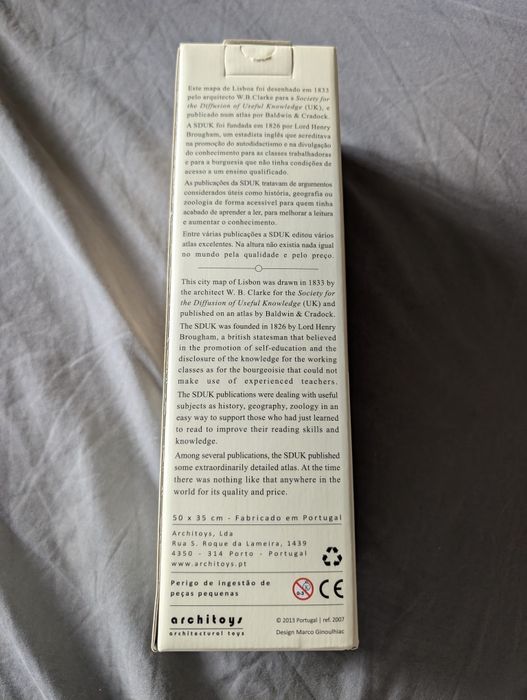 Este mapa de Lisboa foi desenhado em 1833
pelo arquitecto W. B. Clarke para a Society for
the Diffusion of Useful Knowledge (UK), e
publicado num atlas por Baldwin & Cradock.
A SDUK foi fundada em 1826 por Lord Henry
Brougham, um estadista inglês que acreditava
na promoção do autodidactismo e na divulgação
do conhecimento para as classes trabalhadoras
e para a burguesia que não tinha condições de
acesso a um ensino qualificado.
As publicações da SDUK tratavam de argumentos
considerados úteis como história, geografia ou
zoologia de forma acessível para quem tinha
acabado de aprender a ler, para melhorar a leitura
e aumentar o conhecimento.
Entre várias publicações a SDUK editou vários
atlas excelentes. Na altura não existia nada igual
no mundo pela qualidade e pelo preço.
This city map of Lisbon was drawn in 1833 by
the architect W. B. Clarke for the Society for
the Diffusion of Useful Knowledge (UK) and
published on an atlas by Baldwin & Cradock.
The SDUK was founded in 1826 by Lord Henry
Brougham, a british statesman that believed
in the promotion of self-education and the
disclosure of the knowledge for the working
classes as for the bourgeoisie that could not
make use of experienced teachers.
The SDUK publications were dealing with useful
subjects as history, geography, zoology in an
easy way to support those who had just learned
to read to improve their reading skills and
knowledge.
Among several publications, the SDUK published
some extraordinarily detailed atlas. At the time
there was nothing like that anywhere in the
world for its quality and price.
50 x 35 cm - Fabricado em Portugal
Architoys, Lda
Rua S. Roque da Lameira, 1439
4350 - 314 Porto - Portugal
www.architoys.pt
Perigo de ingestão de
peças pequenas
0-3
CE
architoys
architectural toys
© 2013 Portugal | ref. 2007
Design Marco Ginoulhiac